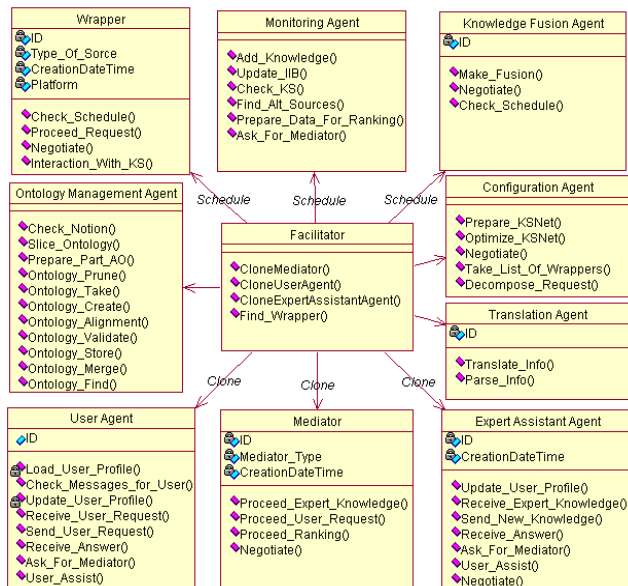 Wrapper
ID
Type_Of_Sorce
CreationDateTime
Platform
Check_Schedule()
Proceed_Request()
Negotiate()
Interaction_With_KS()
Monitoring Agent
Add_Knowledge()
Update_IIB()
Check_KS()
Find_Alt_Sources()
Prepare_Data_For_Ranking()
Ask_For_Mediator()
Knowledge Fusion Agent
ID
Make_Fusion()
Negotiate()
Check_Schedule()
Schedule
Schedule
Schedule
Ontology Management Agent
Check_Notion()
Slice_Ontology()
Prepare_Part_AO()
Ontology_Prune()
Ontology_Take()
Ontology_Create()
Ontology_Alignment()
Ontology_Validate()
Ontology_Store()
Ontology_Merge()
Ontology_Find()
Facilitator
CloneMediator()
CloneUserAgent()
CloneExpertAssistantAgent()
Find_Wrapper()
Configuration Agent
Prepare_KSNet()
Optimize_KSNet()
Negotiate()
Take_List_Of_Wrappers()
Decompose_Request()
Translation Agent
ID
Translate_Info()
Parse_Info()
Clone
Clone
Clone
User Agent
ID
Load_User_Profile()
Check_Messages_for_User()
Update_User_Profile()
Receive_User_Request()
Send_User_Request()
Receive_Answer()
Ask_For_Mediator()
User_Assist()
Mediator
ID
Mediator_Type
CreationDateTime
Proceed_Expert_Knowledge()
Proceed_User_Request()
Proceed_Ranking()
Negotiate()
Expert Assistant Agent
ID
CreationDateTime
Update_User_Profile()
Receive_Expert_Knowledge()
Send_New_Knowledge()
Receive_Answer()
Ask_For_Mediator()
User_Assist()
Negotiate()